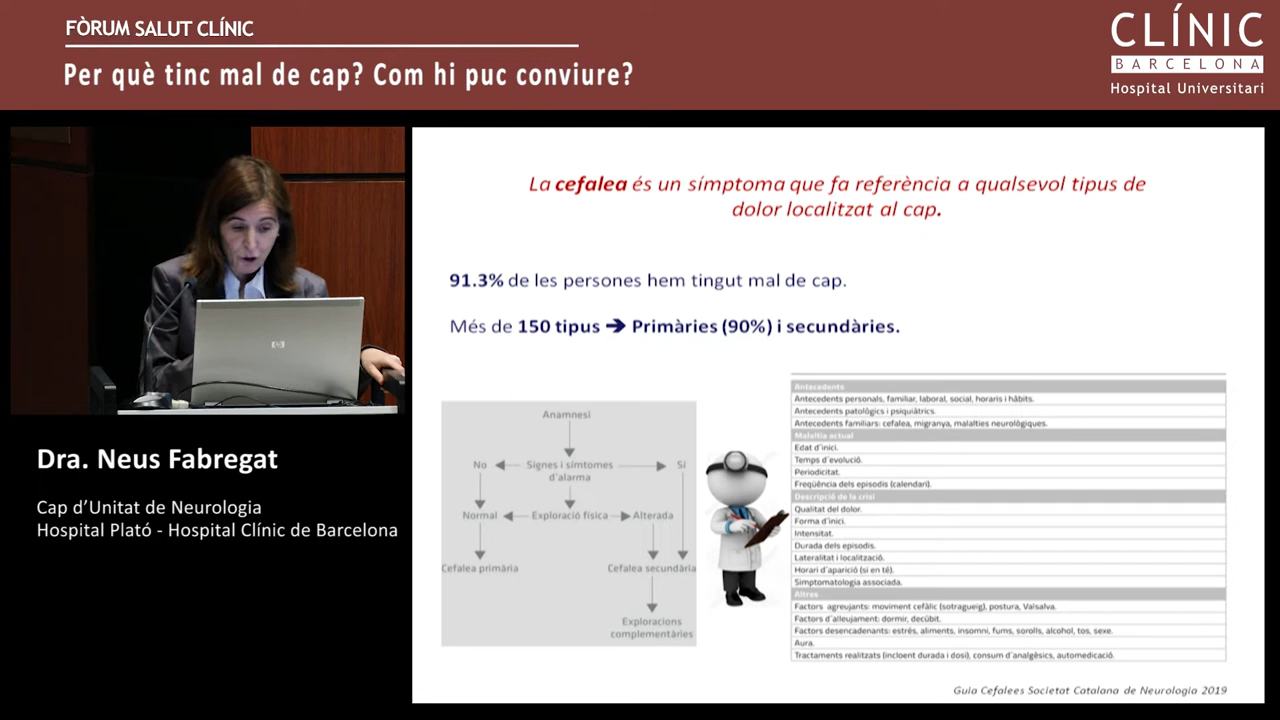 FÒRUM SALUT CLÍNIC
Per què tinc mal de cap? Com hi puc conviure?
CLÍNIC
BARCELONA
Hospital Universitari
La cefalea és un símptoma que fa referència a qualsevol tipus de
dolor localitzat al cap.
91.3% de les persones hem tingut mal de cap.
Més de 150 tipus ➔ Primàries (90%) i secundàries.
Anamnesi
No
Signes i símtomes
d'alarma
Sí
Normal
Exploració física
Alterada
Cefalea primària
Cefalea secundària
Exploracions
complementàries
Antecedents
Antecedents personals, familiar, laboral, social, horaris i hàbits.
Antecedents patològics i psiquiàtrics.
Antecedents familiars: cefalea, migranya, malalties neurològiques.
Malaltia actual
Edat d'inici.
Temps d'evolució.
Periodicitat.
Freqüència dels episodis (calendari).
Descripció de la crisi
Qualitat del dolor.
Forma d'inici.
Intensitat.
Durada dels episodis.
Lateralitat i localització.
Horari d'aparició (si en té).
Simptomatologia associada.
Altres
Factors agreujants: moviment cefàlic (sotragueig), postura, Valsalva.
Factors d'alleujament: dormir, decúbit.
Factors desencadenants: estrés, aliments, insomni, fums, sorolls, alcohol, tos, sexe.
Aura.
Tractaments realitzats (incloent durada i dosi), consum d'analgèsics, automedicació.
Guia Cefalees Societat Catalana de Neurologia 2019
Dra. Neus Fabregat
Cap d'Unitat de Neurologia
Hospital Plató - Hospital Clínic de Barcelona
hp